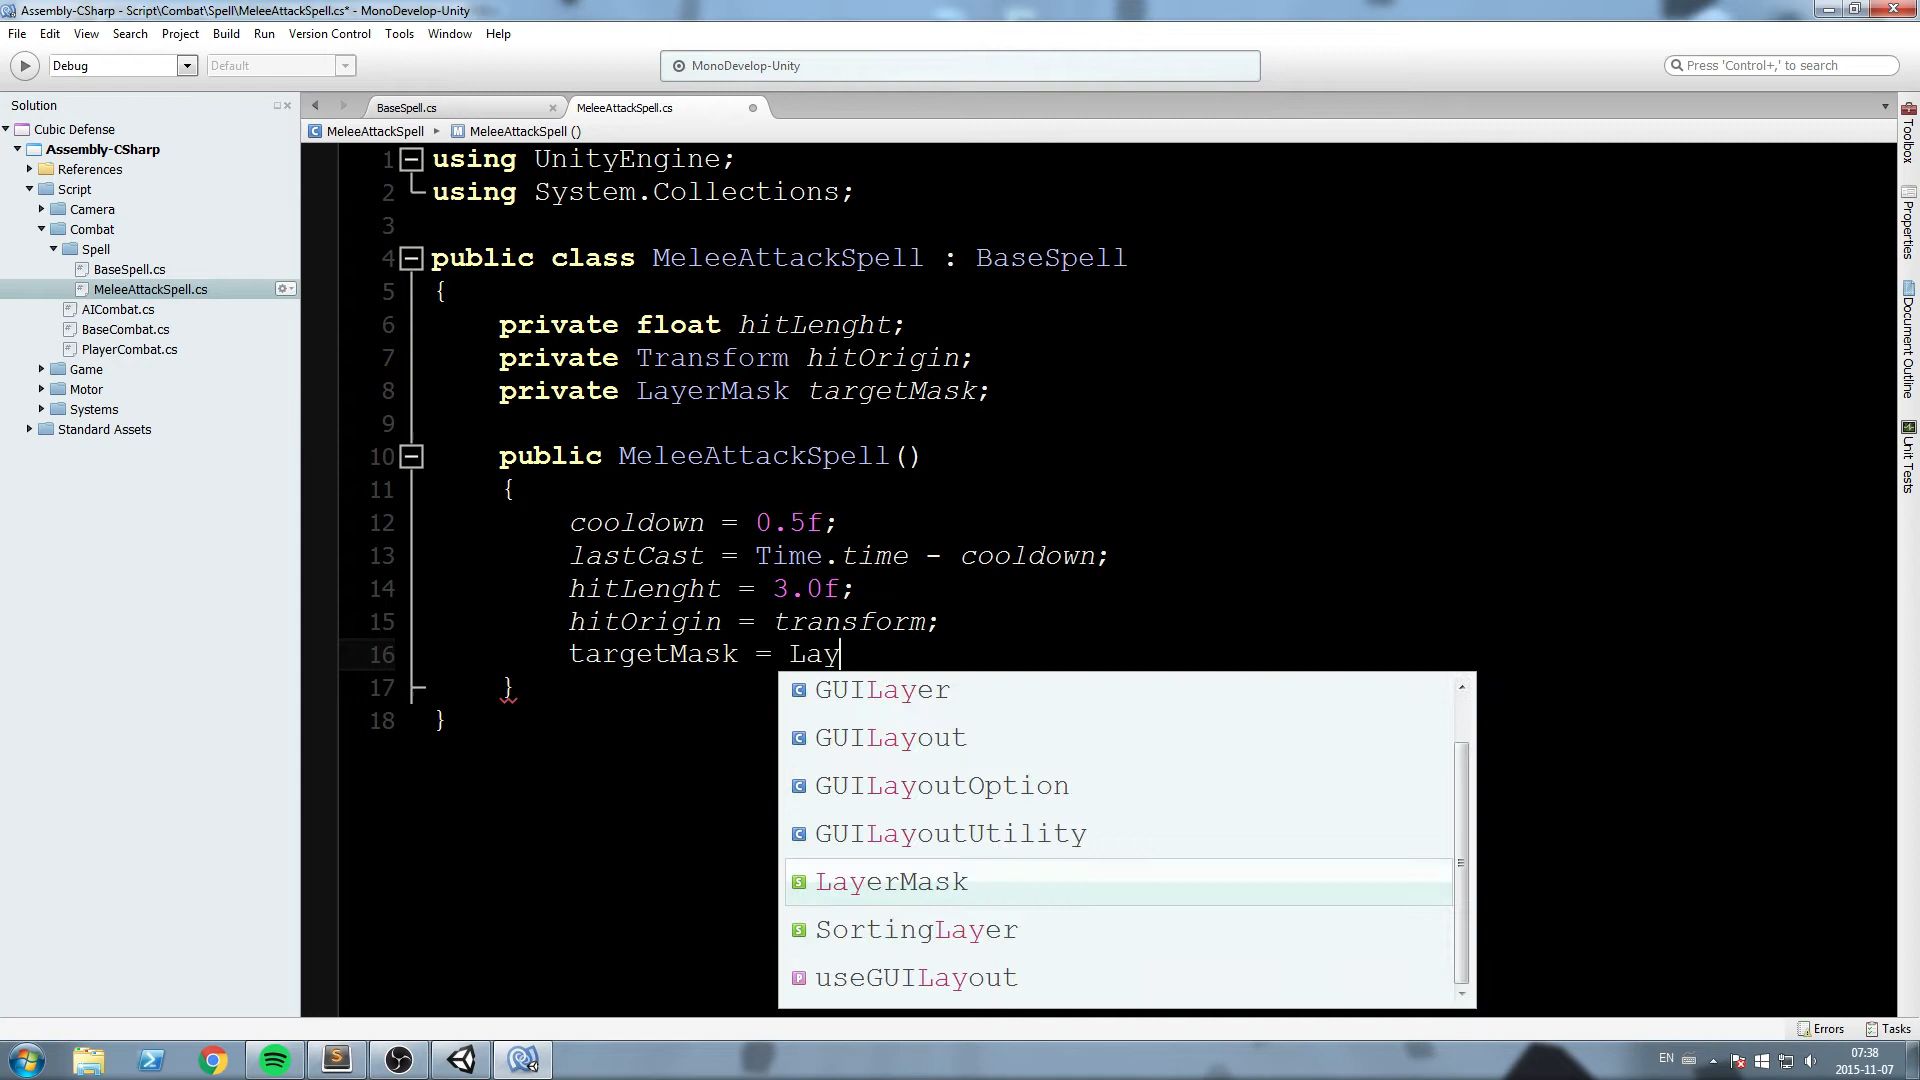 Assembly-CSharp - Script\Combat\Spell\MeleeAttackSpell.cs* - MonoDevelop-Unity
File Edit View Search Project Build Run Version Control Tools Window Help
Debug Default MonoDevelop-Unity Press 'Control+,' to search
Solution
Cubic Defense
Assembly-CSharp
References
Script
Camera
Combat
Spell
BaseSpell.cs
MeleeAttackSpell.cs
AICombat.cs
BaseCombat.cs
PlayerCombat.cs
Game
Motor
Systems
Standard Assets
BaseSpell.cs MeleeAttackSpell.cs
MeleeAttackSpell MeleeAttackSpell ()
1 using UnityEngine;
2 using System.Collections;
3
4 public class MeleeAttackSpell : BaseSpell
5 {
6 private float hitLenght;
7 private Transform hitOrigin;
8 private LayerMask targetMask;
9
10 public MeleeAttackSpell()
11 {
12 cooldown = 0.5f;
13 lastCast = Time.time - cooldown;
14 hitLenght = 3.0f;
15 hitOrigin = transform;
16 targetMask = Lay
17 }
18 }
GUILayer
GUILayout
GUILayoutOption
GUILayoutUtility
LayerMask
SortingLayer
useGUILayout
Toolbox
Properties
Document Outline
Unit Tests
Errors Tasks
EN
07:38
2015-11-07